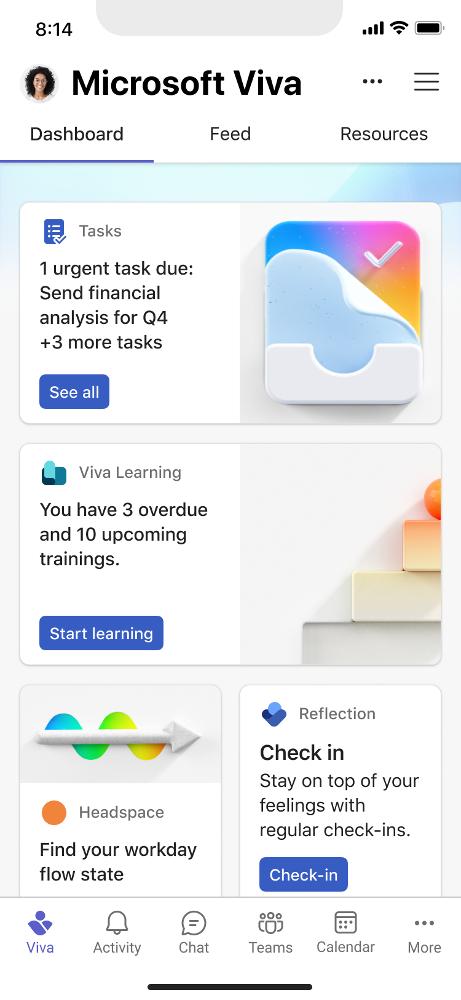 8:14
Microsoft Viva
Dashboard
Feed
Resources
Tasks
1 urgent task due:
Send financial
analysis for Q4
+3 more tasks
See all
Viva Learning
You have 3 overdue
and 10 upcoming
trainings.
Start learning
Headspace
Find your workday
flow state
Reflection
Check in
Stay on top of your
feelings with
regular check-ins.
Check-in
Viva
Activity
Chat
Teams
Calendar
More